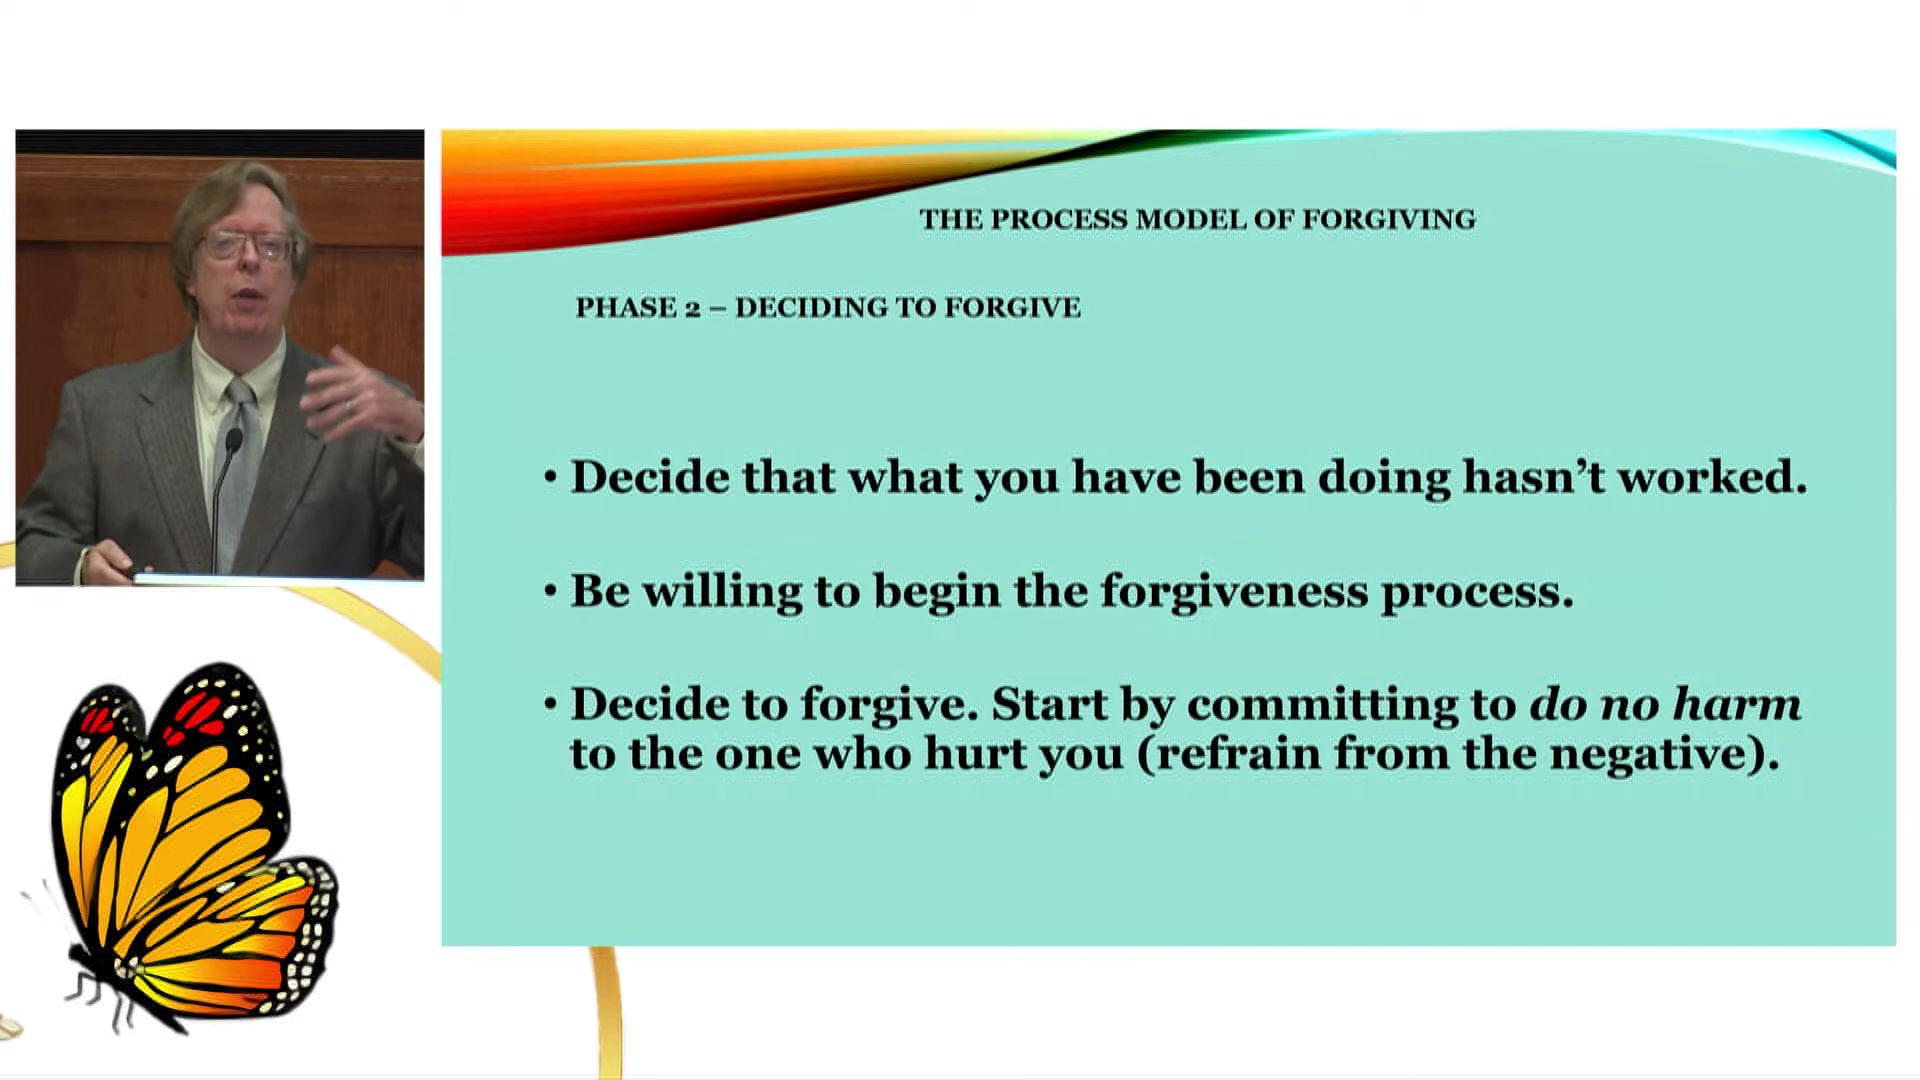 THE PROCESS MODEL OF FORGIVING
PHASE 2 – DECIDING TO FORGIVE
• Decide that what you have been doing hasn’t worked.
• Be willing to begin the forgiveness process.
• Decide to forgive. Start by committing to do no harm
to the one who hurt you (refrain from the negative).